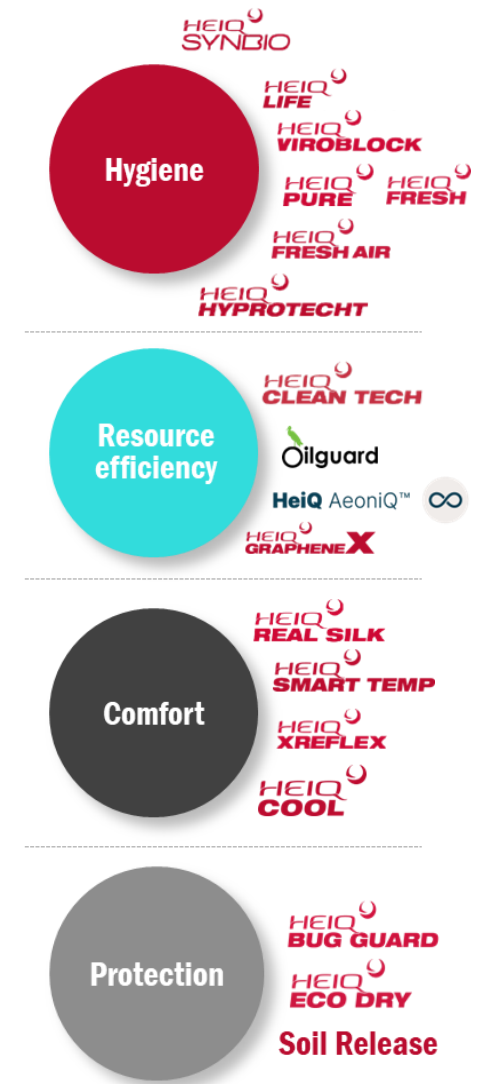 HEIQ
SYNBIO
Hygiene
HEIQ
LIFE
HEIQ
VIROBLOCK
HEIQ
PURE
HEIQ
FRESH
HEIQ
FRESH AIR
HEIQ
HYPROTECHT
Resource
efficiency
HEIQ
CLEAN TECH
Oilguard
HeiQ AeoniQ™
HEIQ
GRAPHENE X
Comfort
HEIQ
REAL SILK
HEIQ
SMART TEMP
HEIQ
XREFLEX
HEIQ
COOL
Protection
HEIQ
BUG GUARD
HEIQ
ECO DRY
Soil Release